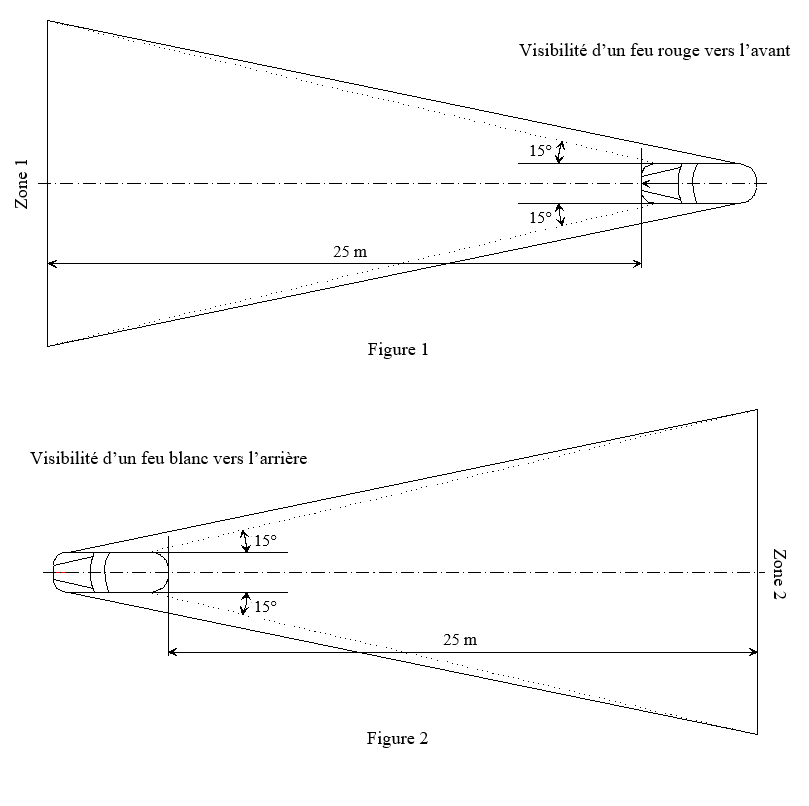 Visibilité d’un feu rouge vers l’avant
15°
Zone 1
15°
25 m
Figure 1
Visibilité d’un feu blanc vers l’arrière
15°
Zone 2
15°
25 m
Figure 2